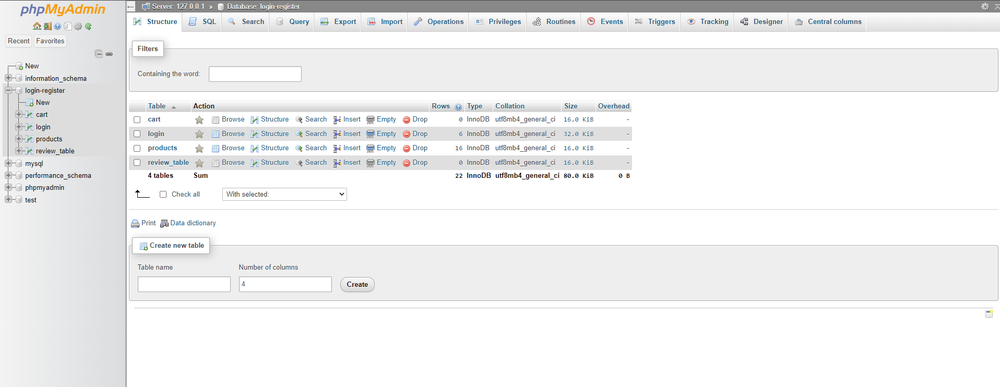 phpMyAdmin
Recent Favorites
New
information_schema
login-register
New
cart
login
products
review_table
mysql
performance_schema
phpmyadmin
test
Server: 127.0.0.1 » Database: login-register
Structure SQL Search Query Export Import Operations Privileges Routines Events Triggers Tracking Designer Central columns
Filters
Containing the word:
Table Action Rows Type Collation Size Overhead
cart Browse Structure Search Insert Empty Drop 0 InnoDB utf8mb4_general_ci 16.0 KiB -
login Browse Structure Search Insert Empty Drop 6 InnoDB utf8mb4_general_ci 32.0 KiB -
products Browse Structure Search Insert Empty Drop 16 InnoDB utf8mb4_general_ci 16.0 KiB -
review_table Browse Structure Search Insert Empty Drop 0 InnoDB utf8mb4_general_ci 16.0 KiB -
4 tables Sum 22 InnoDB utf8mb4_general_ci 80.0 KiB 0 B
Check all With selected:
Print Data dictionary
Create new table
Table name Number of columns
4 Create